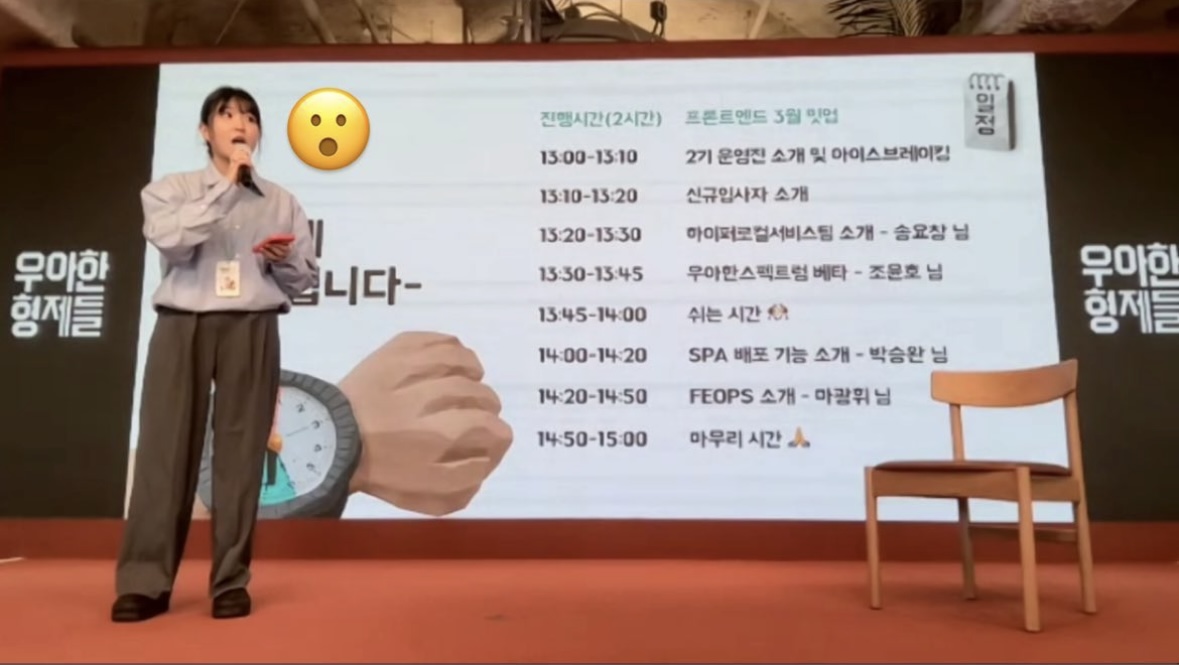 우아한
형제들
니다-
진행시간(2시간) 프론트엔드 3월 밋업
13:00-13:10 2기 운영진 소개 및 아이스브레이킹
13:10-13:20 신규입사자 소개
13:20-13:30 하이퍼로컬서비스팀 소개 - 송요창 님
13:30-13:45 우아한스펙트럼 베타 - 조윤호 님
13:45-14:00 쉬는 시간
14:00-14:20 SPA 배포 기능 소개 - 박승완 님
14:20-14:50 FEOPS 소개 - 마광휘 님
14:50-15:00 마무리 시간 🙏
일정
우아한
형제들